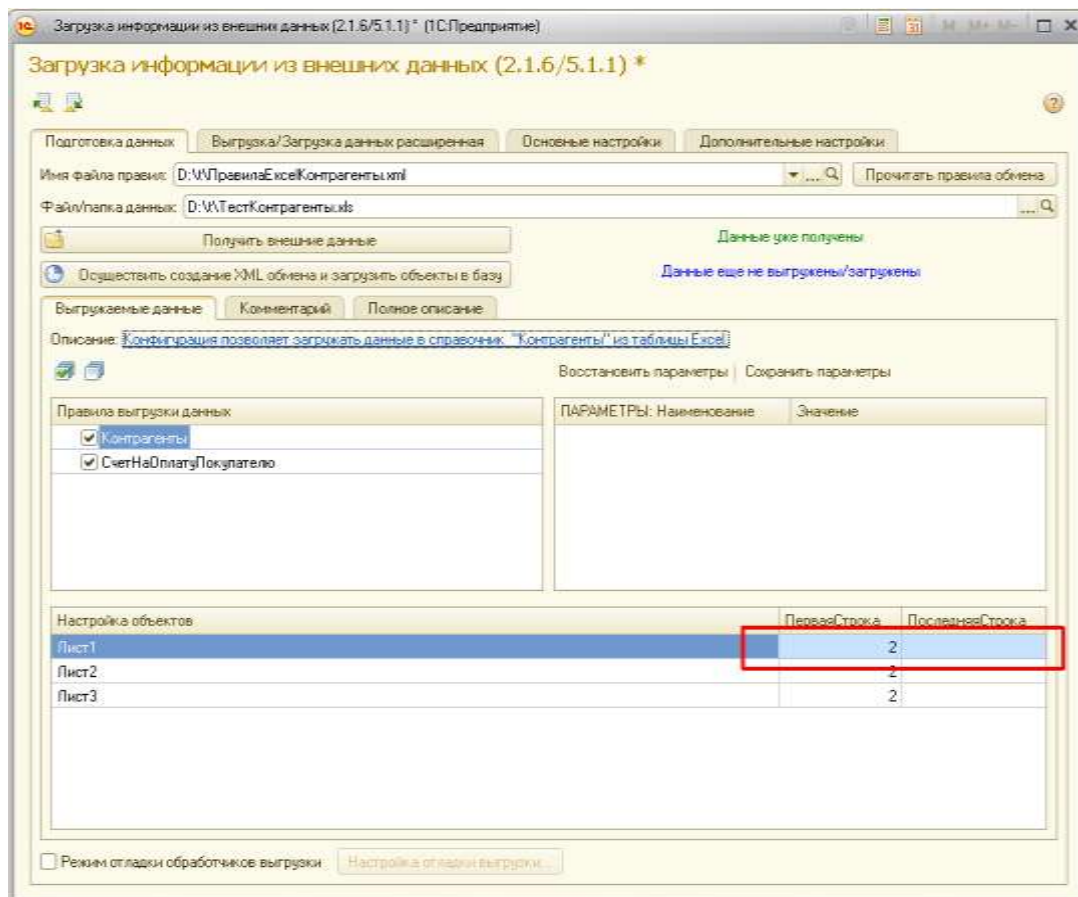 Загрузка информации из внешних данных (2.1.6/5.1.1) * (1С:Предприятие)
M M+ M-
Загрузка информации из внешних данных (2.1.6/5.1.1) *
Подготовка данных Выгрузка/Загрузка данных расширенная Основные настройки Дополнительные настройки
Имя файла правил: D:\t\ПравилаExcelКонтрагенты.xml ... Прочитать правила обмена
Файл/папка данных: D:\t\ТестКонтрагенты.xls ...
Получить внешние данные Данные уже получены
Осуществить создание XML обмена и загрузить объекты в базу Данные еще не выгружены/загружены
Выгружаемые данные Комментарий Полное описание
Описание: Конфигурация позволяет загружать данные в справочник "Контрагенты" из таблицы Excel.
Восстановить параметры Сохранить параметры
Правила выгрузки данных ПАРАМЕТРЫ: Наименование Значение
Контрагенты
СчетНаОплатуПокупателю
Настройка объектов ПерваяСтрока ПоследняяСтрока
Лист1 2
Лист2 2
Лист3 2
Режим отладки обработчиков выгрузки Настройка отладки выгрузки...